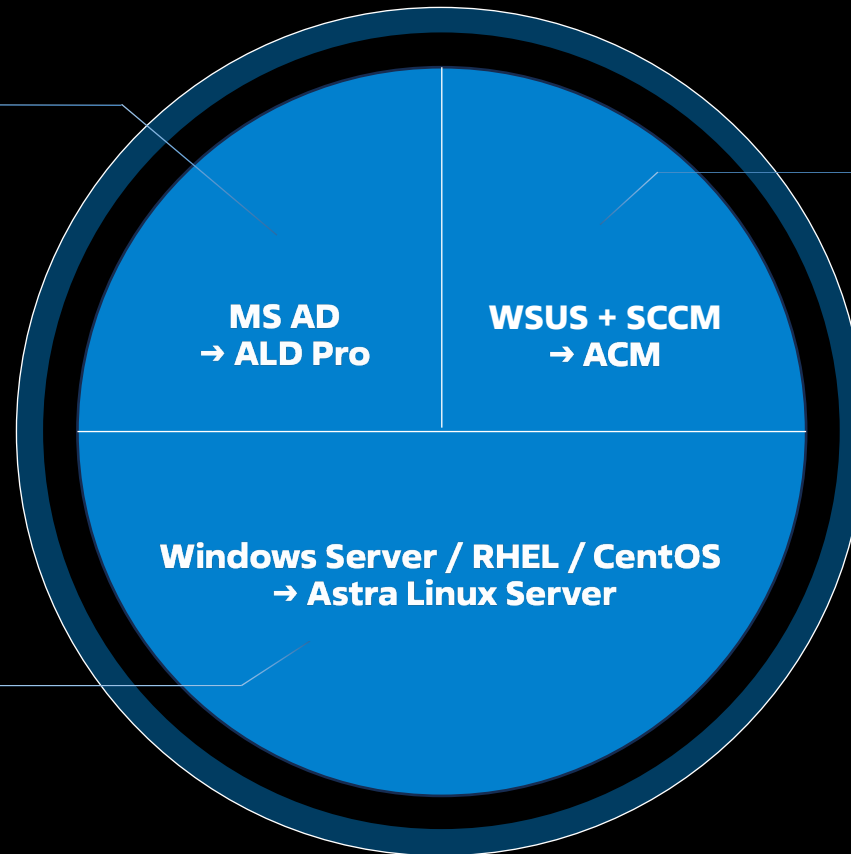 MS AD
→ ALD Pro
WSUS + SCCM
→ ACM
Windows Server / RHEL / CentOS
→ Astra Linux Server